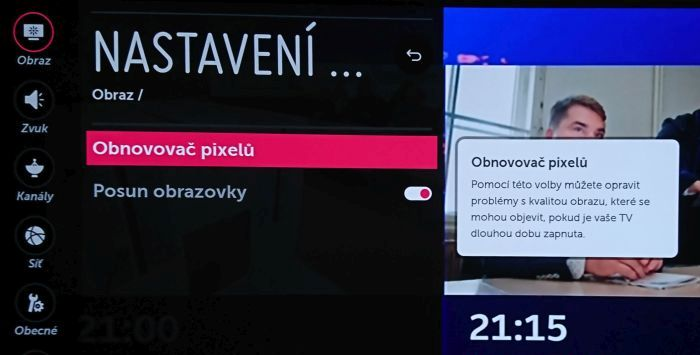 NASTAVENÍ ...
Obraz /
Obraz
Zvuk
Kanály
Síť
Obecné
Obnovovač pixelů
Posun obrazovky
Obnovovač pixelů
Pomocí této volby můžete opravit
problémy s kvalitou obrazu, které se
mohou objevit, pokud je vaše TV
dlouhou dobu zapnuta.
21:00
21:15